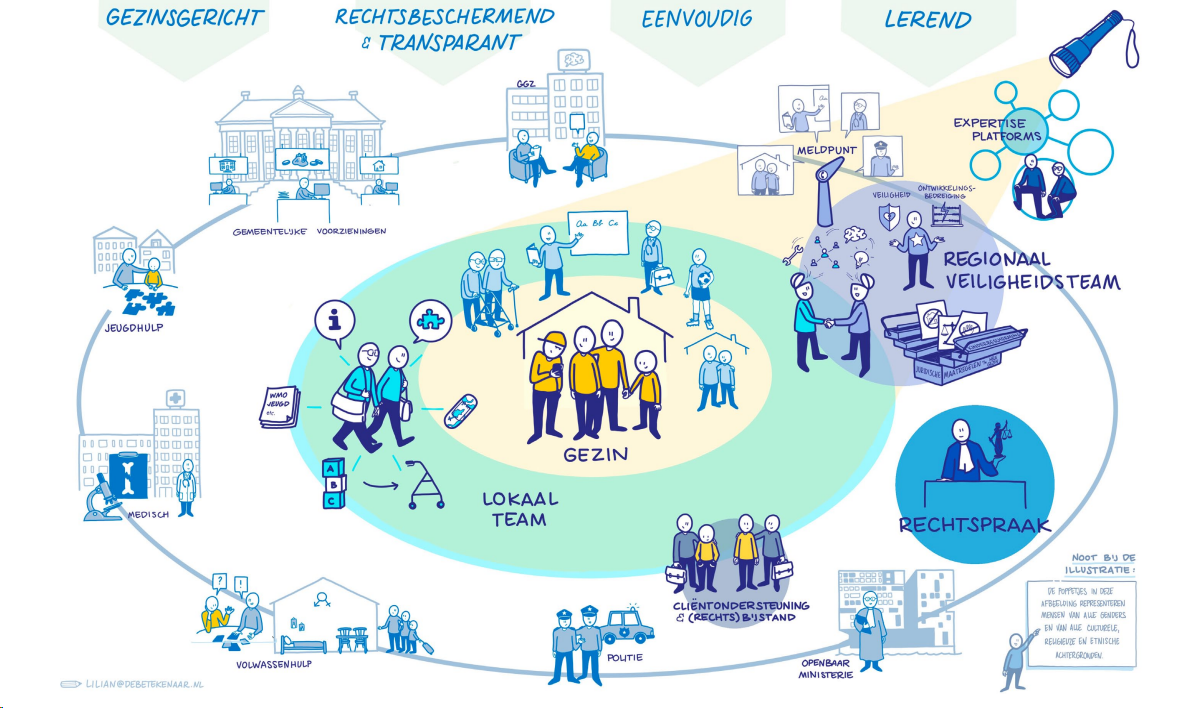 GEZINSGERICHT
RECHTSBESCHERMEND
& TRANSPARANT
EENVOUDIG
LEREND
GGZ
EXPERTISE
PLATFORMS
MELDPUNT
Aa
VEILIGHEID
ONTWIKKELINGS-
BEDREIGING
GEMEENTELIJKE VOORZIENINGEN
Aa Bb Cc
REGIONAAL
VEILIGHEIDSTEAM
JEUGDHULP
i
WMO
JEUGD
etc.
JURIDISCHE MAATREGELEN
GEZIN
A
B
C
LOKAAL
TEAM
MEDISCH
RECHTSPRAAK
NOOT BIJ DE
ILLUSTRATIE:
DE POPPETJES IN DEZE
AFBEELDING REPRESENTEREN
MENSEN VAN ALLE GENDERS
EN VAN ALLE CULTURELE,
RELIGIEUZE EN ETNISCHE
ACHTERGRONDEN.
CLIËNTONDERSTEUNING
& (RECHTS) BIJSTAND
? !
VOLWASSENHULP
POLITIE
OPENBAAR
MINISTERIE
LILIAN@DEBETEKENAAR.NL